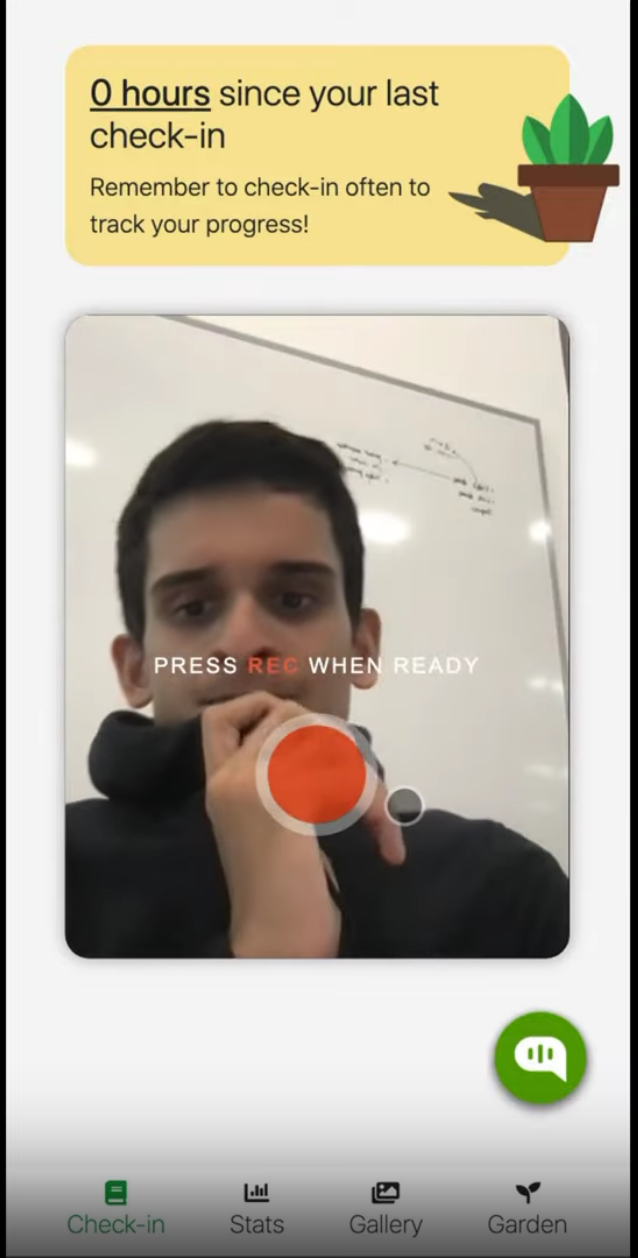 0 hours since your last
check-in
Remember to check-in often to
track your progress!
PRESS REC WHEN READY
Check-in
Stats
Gallery
Garden